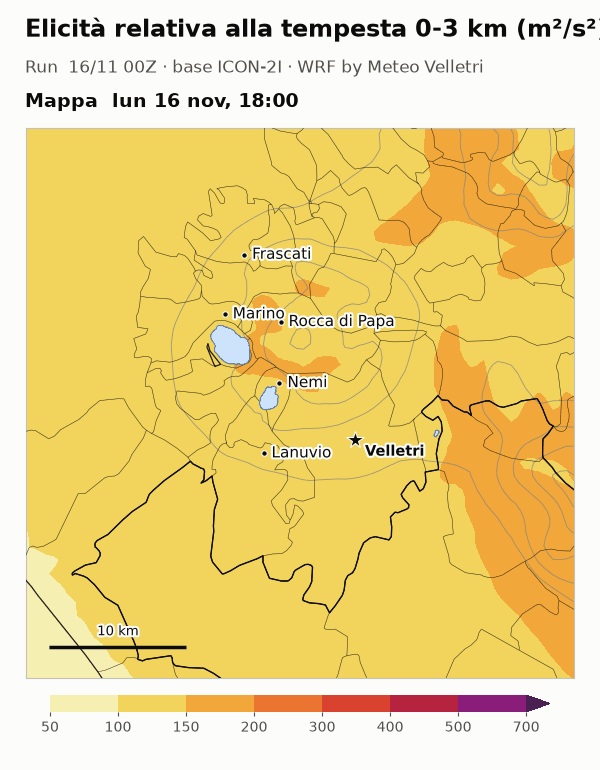 Elicità relativa alla tempesta 0-3 km (m²/s²)
Run 16/11 00Z · base ICON-2I · WRF by Meteo Velletri
Mappa lun 16 nov, 18:00
Frascati
Marino
Rocca di Papa
Nemi
Velletri
Lanuvio
10 km
50 100 150 200 300 400 500 700